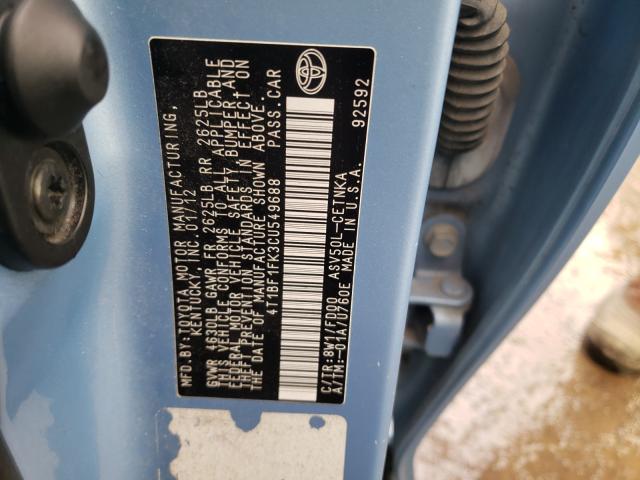 MFD.BY:TOYOTA MOTOR MANUFACTURING,
KENTUCKY, INC. 01/12
GVWR 4630LB GAWR FR 2625LB RR 2625LB
THIS VEHICLE CONFORMS TO ALL APPLICABLE
FEDERAL MOTOR VEHICLE SAFETY, BUMPER, AND
THEFT PREVENTION STANDARDS IN EFFECT ON
THE DATE OF MANUFACTURE SHOWN ABOVE.
4T1BF1FK3CU549688 PASS.CAR
C/TR:8W1/FD00 ASV50L-CETNKA
A/TM:-01A/U760E MADE IN U.S.A. 92592